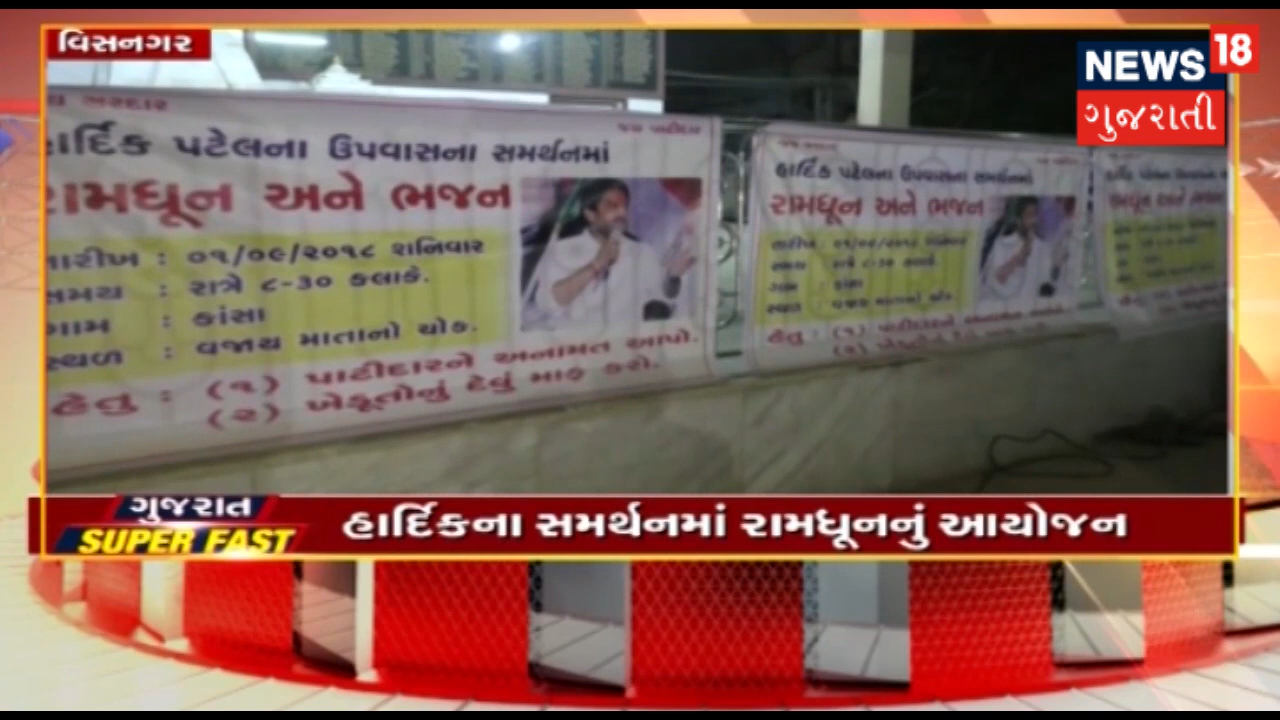 વિસનગર
NEWS 18
ગુજરાતી
હાર્દિક પટેલના ઉપવાસના સમર્થનમાં
રામધૂન અને ભજન
તારીખ : ૦૧/૦૯/૨૦૧૮ શનિવાર
સમય : રાત્રે ૮-૩૦ કલાકે.
ગામ : કાંસા
સ્થળ : વજાય માતાનો ચોક.
હેતુ : (૧) પાટીદારને અનામત આપો.
(૨) ખેડૂતોનું દેવું માફ કરો.
હાર્દિક પટેલના ઉપવાસના સમર્થનમાં
રામધૂન અને ભજન
ગુજરાત
SUPER FAST
હાર્દિકના સમર્થનમાં રામધૂનનું આયોજન